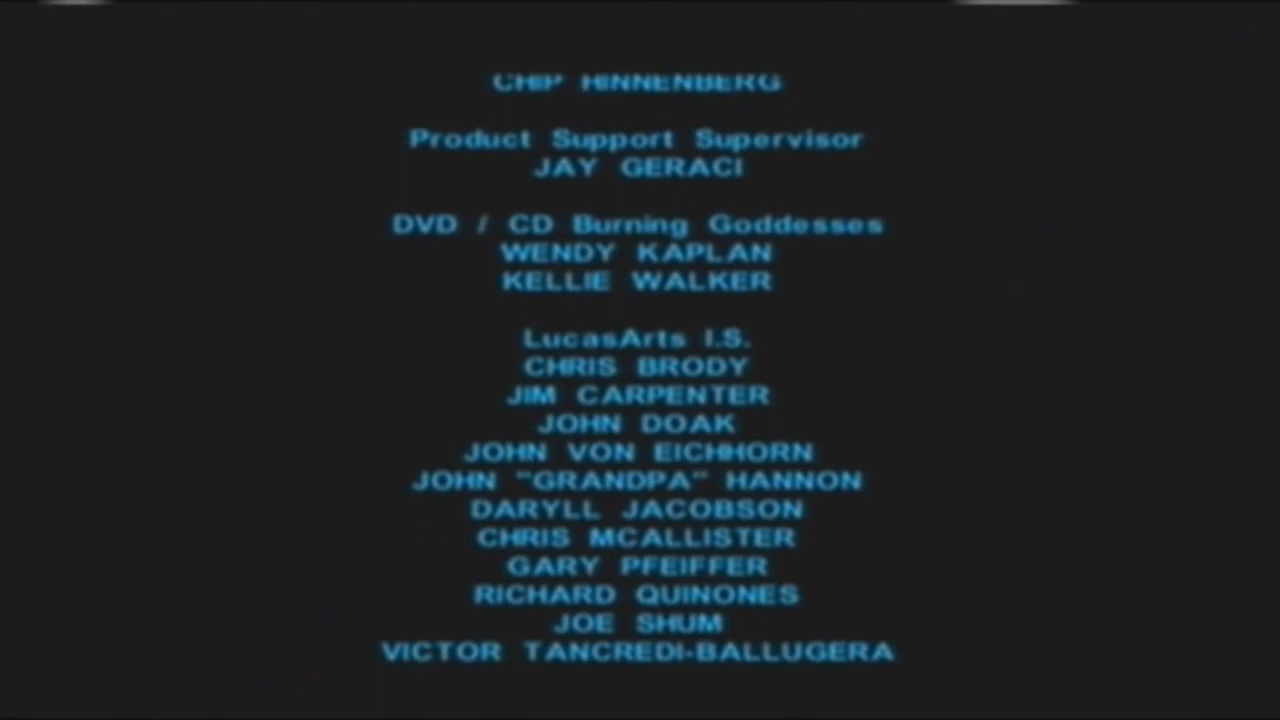 CHIP HINNENBERG
Product Support Supervisor
JAY GERACI
DVD / CD Burning Goddesses
WENDY KAPLAN
KELLIE WALKER
LucasArts I.S.
CHRIS BRODY
JIM CARPENTER
JOHN DOAK
JOHN VON EICHHORN
JOHN "GRANDPA" HANNON
DARYLL JACOBSON
CHRIS MCALLISTER
GARY PFEIFFER
RICHARD QUINONES
JOE SHUM
VICTOR TANCREDI-BALLUGERA